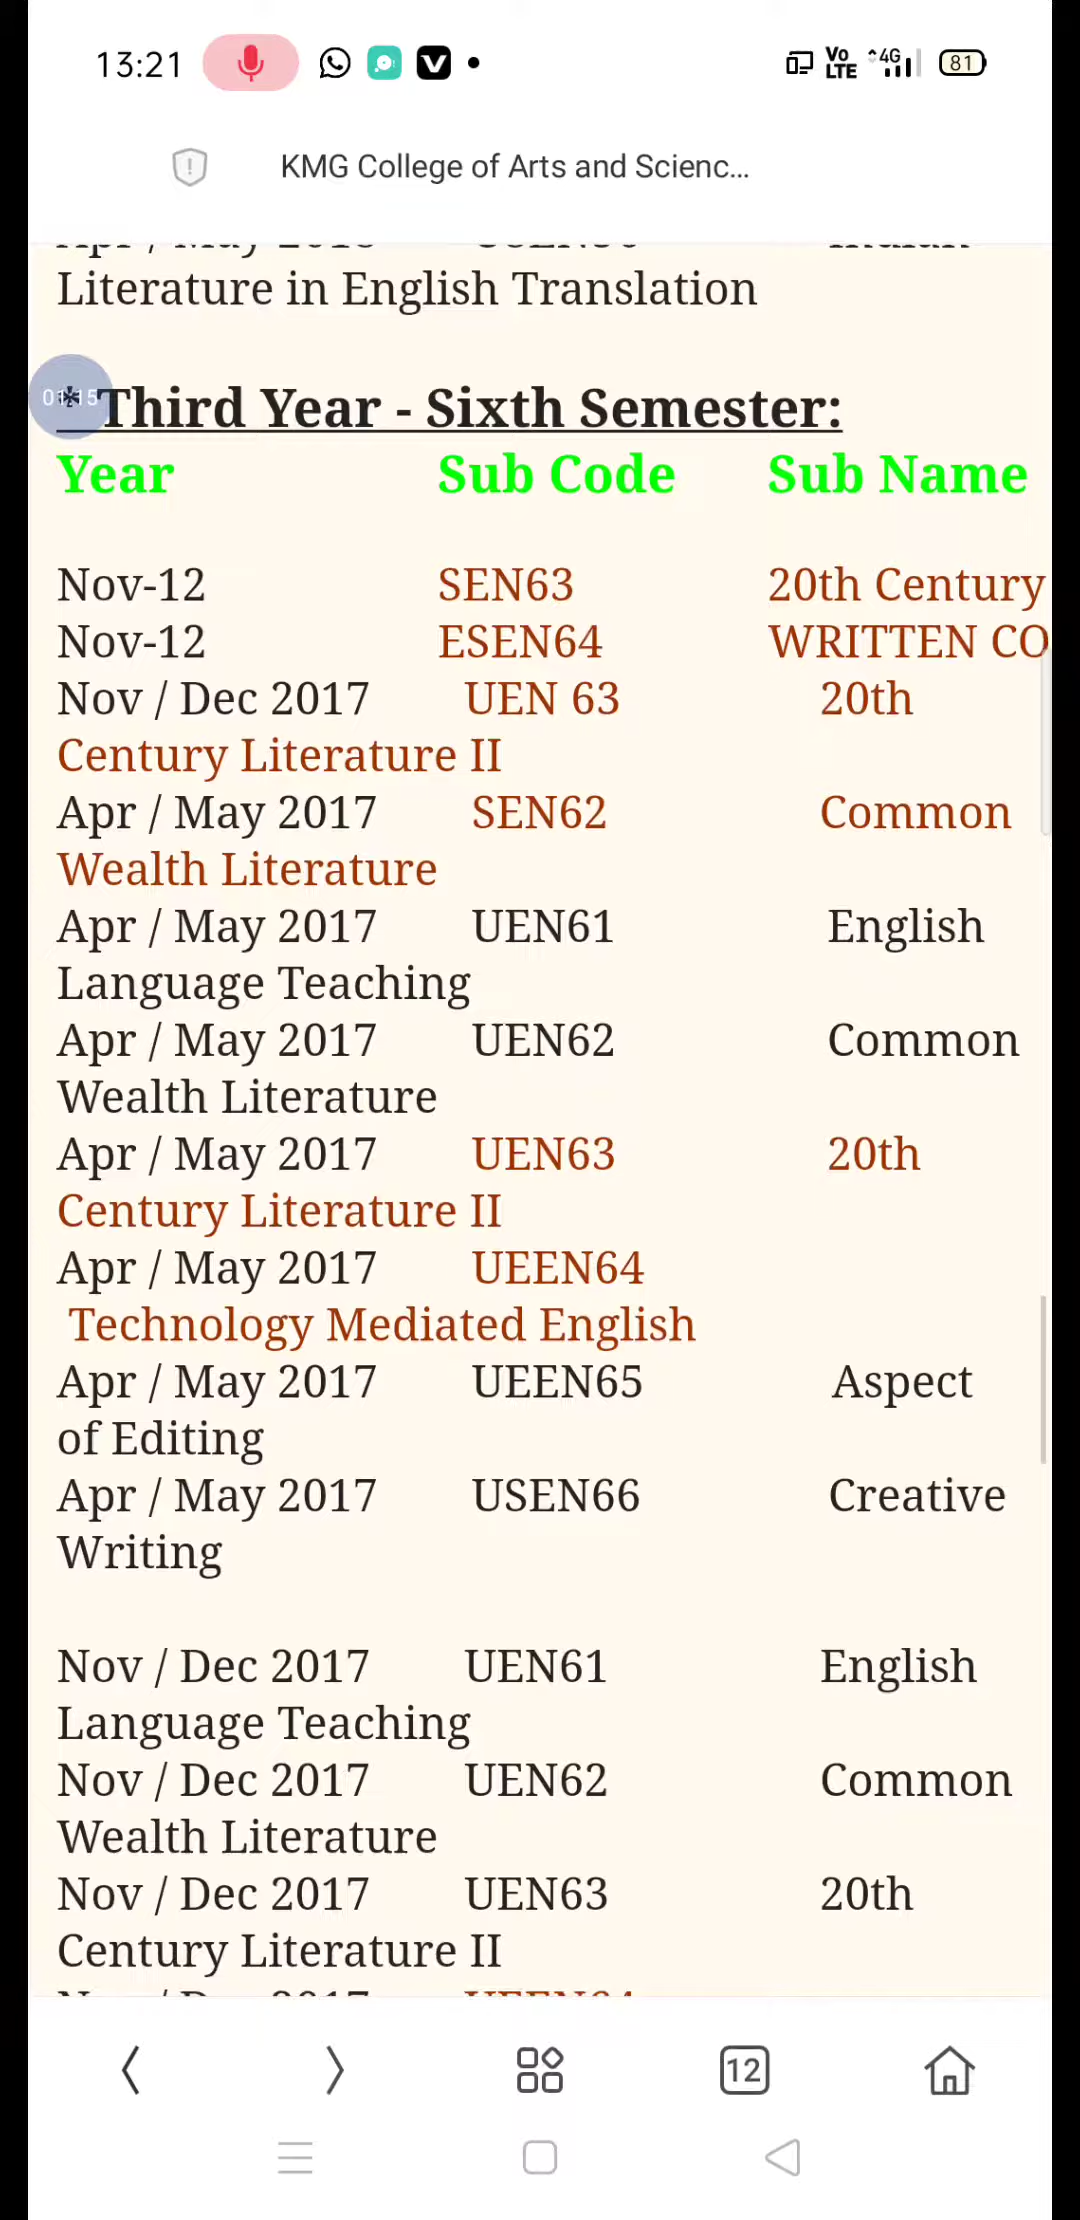 13:21
Vo LTE 4G 81
KMG College of Arts and Scienc...
Literature in English Translation
01:15
* Third Year - Sixth Semester:
Year Sub Code Sub Name
Nov-12 SEN63 20th Century
Nov-12 ESEN64 WRITTEN CO
Nov / Dec 2017 UEN 63 20th
Century Literature II
Apr / May 2017 SEN62 Common
Wealth Literature
Apr / May 2017 UEN61 English
Language Teaching
Apr / May 2017 UEN62 Common
Wealth Literature
Apr / May 2017 UEN63 20th
Century Literature II
Apr / May 2017 UEEN64
Technology Mediated English
Apr / May 2017 UEEN65 Aspect
of Editing
Apr / May 2017 USEN66 Creative
Writing
Nov / Dec 2017 UEN61 English
Language Teaching
Nov / Dec 2017 UEN62 Common
Wealth Literature
Nov / Dec 2017 UEN63 20th
Century Literature II
12